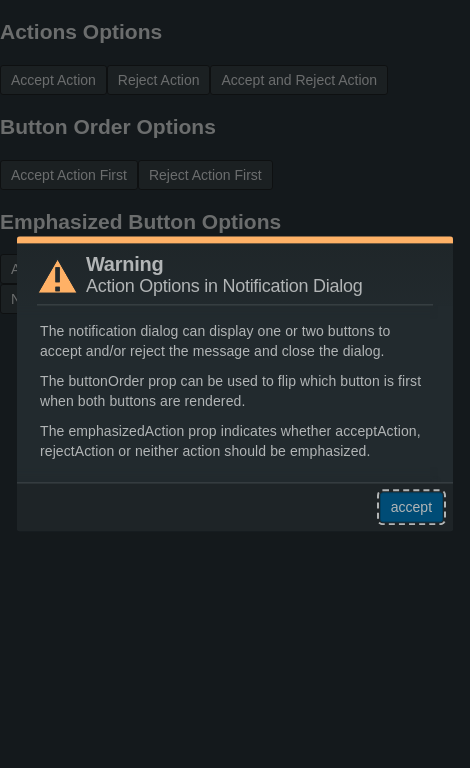 Actions Options
Accept Action Reject Action Accept and Reject Action
Button Order Options
Accept Action First Reject Action First
Emphasized Button Options
Warning
Action Options in Notification Dialog
The notification dialog can display one or two buttons to
accept and/or reject the message and close the dialog.
The buttonOrder prop can be used to flip which button is first
when both buttons are rendered.
The emphasizedAction prop indicates whether acceptAction,
rejectAction or neither action should be emphasized.
accept